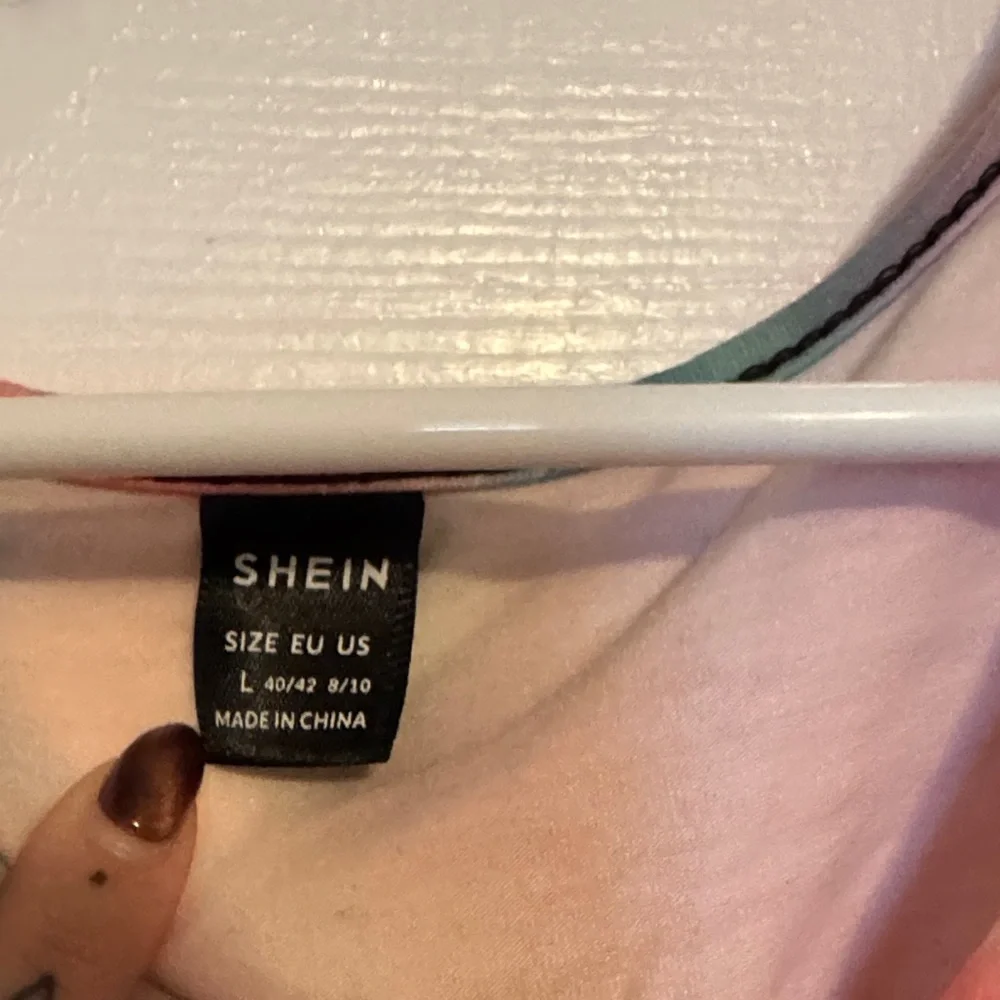 SHEIN
SIZE EU US
L 40/42 8/10
MADE IN CHINA